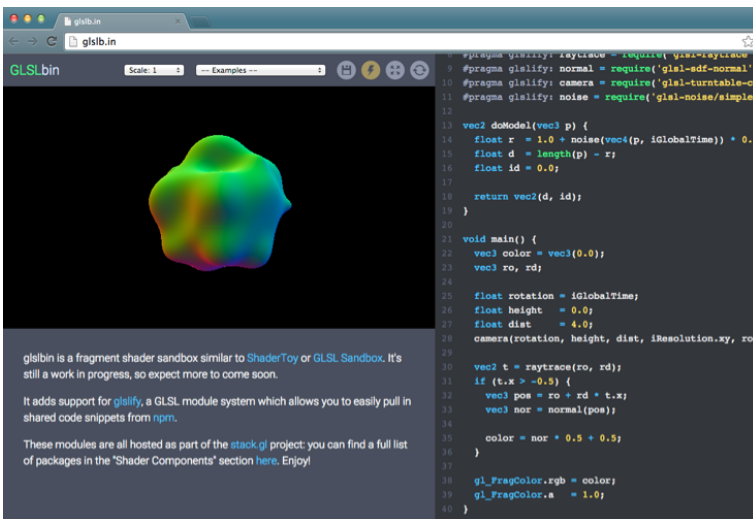 glslb.in
glslb.in
GLSLbin
Scale: 1
-- Examples --
glslbin is a fragment shader sandbox similar to ShaderToy or GLSL Sandbox. It's
still a work in progress, so expect more to come soon.
It adds support for glslify, a GLSL module system which allows you to easily pull in
shared code snippets from npm.
These modules are all hosted as part of the stack.gl project: you can find a full list
of packages in the "Shader Components" section here. Enjoy!
8 #pragma glslify: raytrace = require('glsl-raytrace
9 #pragma glslify: normal = require('glsl-sdf-normal'
10 #pragma glslify: camera = require('glsl-turntable-c
11 #pragma glslify: noise = require('glsl-noise/simple
12
13 vec2 doModel(vec3 p) {
14 float r = 1.0 + noise(vec4(p, iGlobalTime)) * 0.
15 float d = length(p) - r;
16 float id = 0.0;
17
18 return vec2(d, id);
19 }
20
21 void main() {
22 vec3 color = vec3(0.0);
23 vec3 ro, rd;
24
25 float rotation = iGlobalTime;
26 float height = 0.0;
27 float dist = 4.0;
28 camera(rotation, height, dist, iResolution.xy, ro
29
30 vec2 t = raytrace(ro, rd);
31 if (t.x > -0.5) {
32 vec3 pos = ro + rd * t.x;
33 vec3 nor = normal(pos);
34
35 color = nor * 0.5 + 0.5;
36 }
37
38 gl_FragColor.rgb = color;
39 gl_FragColor.a = 1.0;
40 }